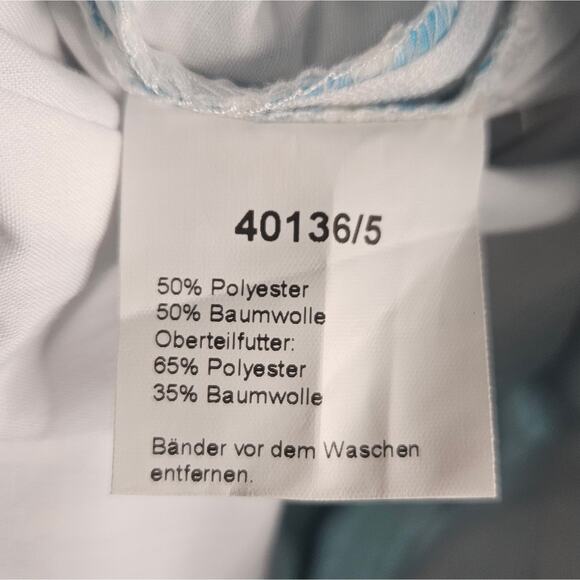 40136/5
50% Polyester
50% Baumwolle
Oberteilfutter:
65% Polyester
35% Baumwolle
Bänder vor dem Waschen
entfernen.